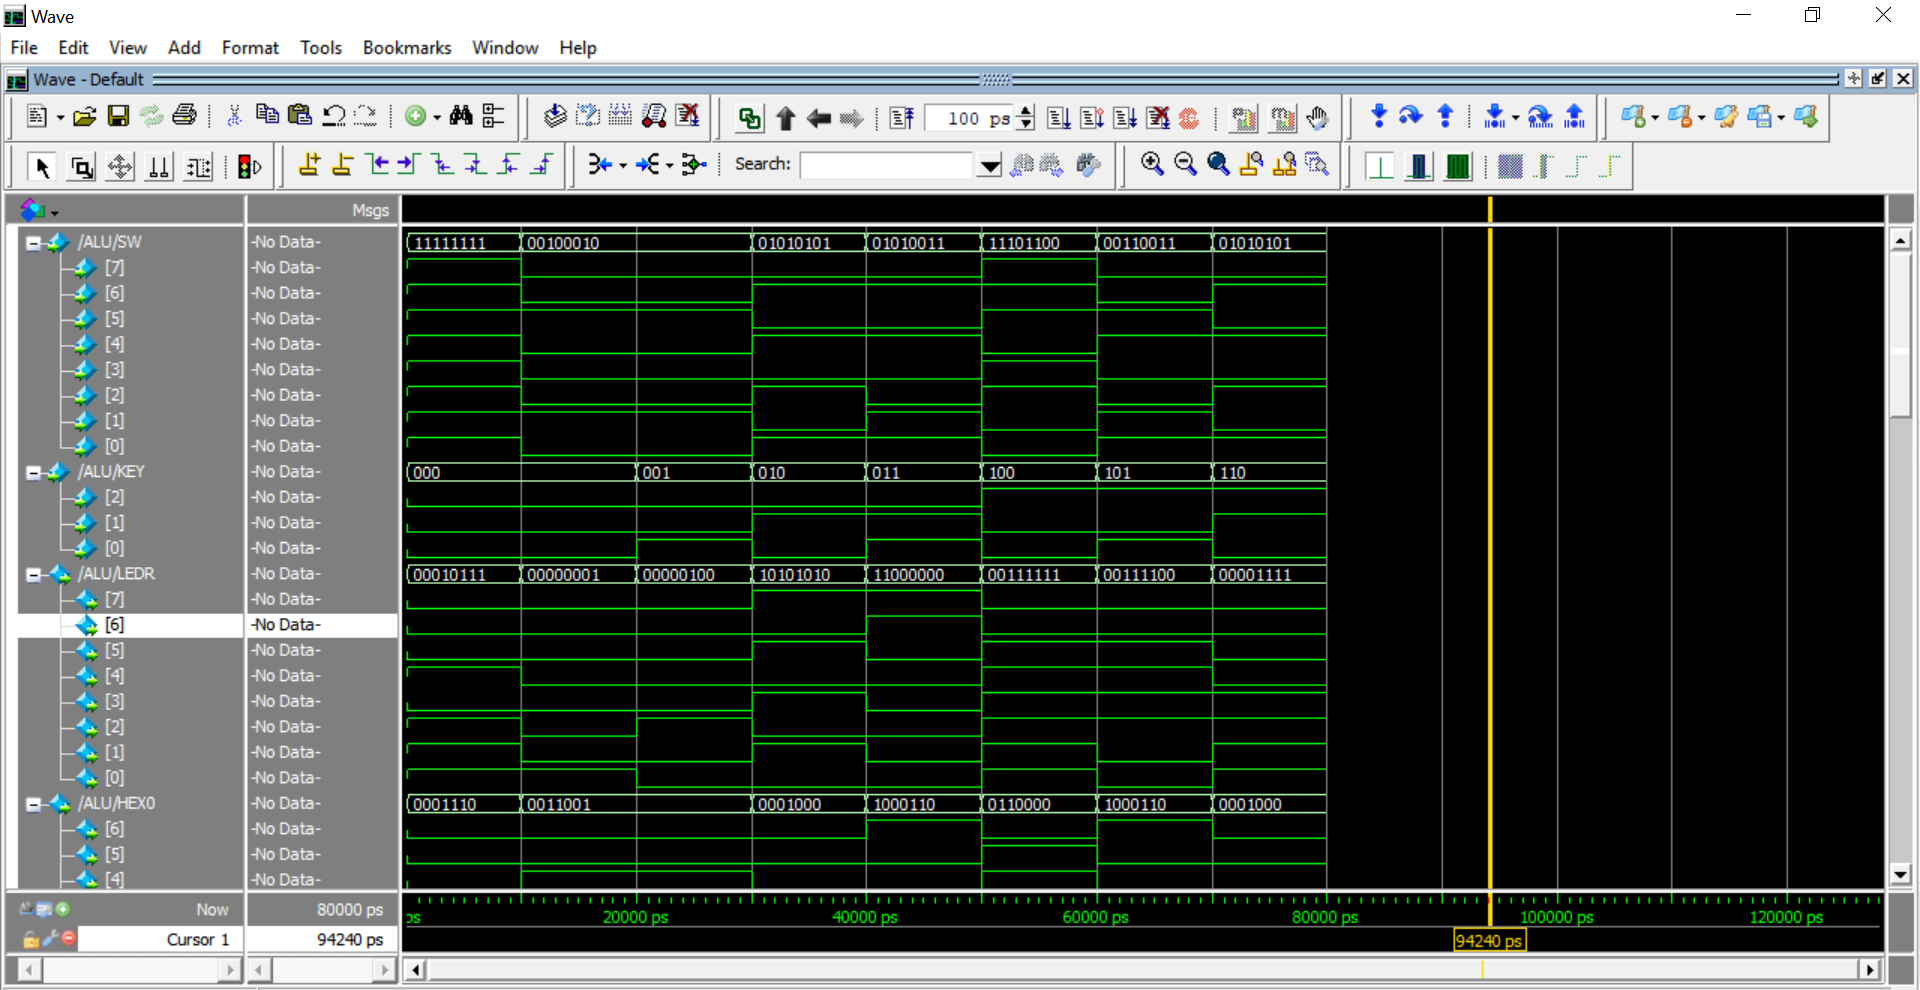 Wave
File Edit View Add Format Tools Bookmarks Window Help
Wave - Default
100 ps
Search:
Msgs
/ALU/SW -No Data- 11111111 00100010 01010101 01010011 11101100 00110011 01010101
[7] -No Data-
[6] -No Data-
[5] -No Data-
[4] -No Data-
[3] -No Data-
[2] -No Data-
[1] -No Data-
[0] -No Data-
/ALU/KEY -No Data- 000 001 010 011 100 101 110
[2] -No Data-
[1] -No Data-
[0] -No Data-
/ALU/LEDR -No Data- 00010111 00000001 00000100 10101010 11000000 00111111 00111100 00001111
[7] -No Data-
[6] -No Data-
[5] -No Data-
[4] -No Data-
[3] -No Data-
[2] -No Data-
[1] -No Data-
[0] -No Data-
/ALU/HEX0 -No Data- 0001110 0011001 0001000 1000110 0110000 1000110 0001000
[6] -No Data-
[5] -No Data-
[4] -No Data-
Now 80000 ps ps 20000 ps 40000 ps 60000 ps 80000 ps 100000 ps 120000 ps
Cursor 1 94240 ps 94240 ps